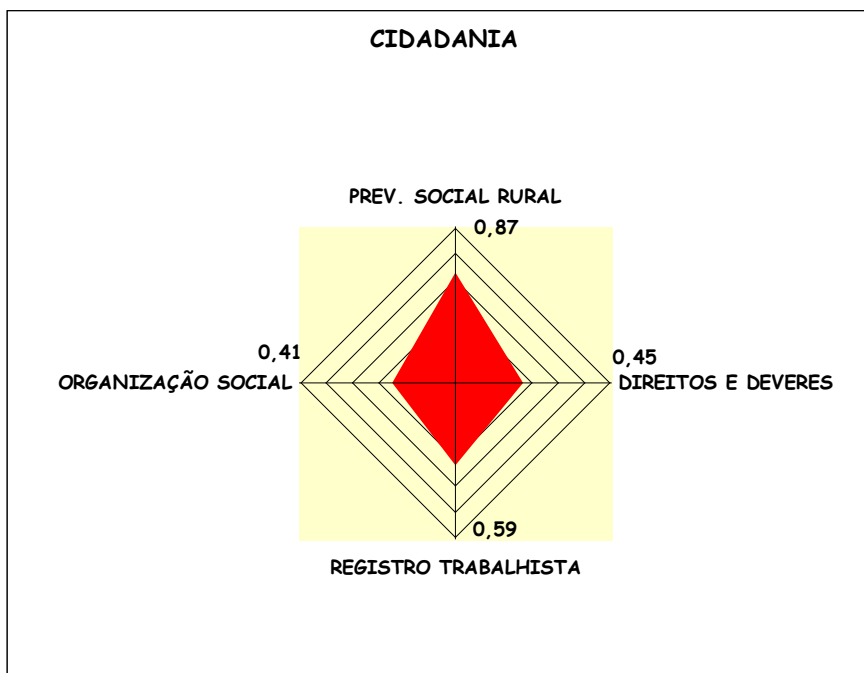 CIDADANIA
PREV. SOCIAL RURAL
0,87
0,41
0,45
ORGANIZAÇÃO SOCIAL
DIREITOS E DEVERES
0,59
REGISTRO TRABALHISTA